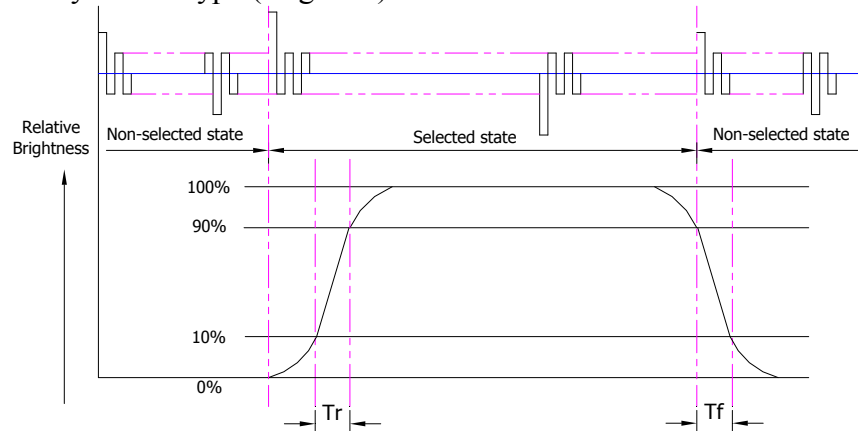 Non-selected state
Selected state
Non-selected state
Relative
Brightness
100%
90%
10%
0%
Tr
Tf